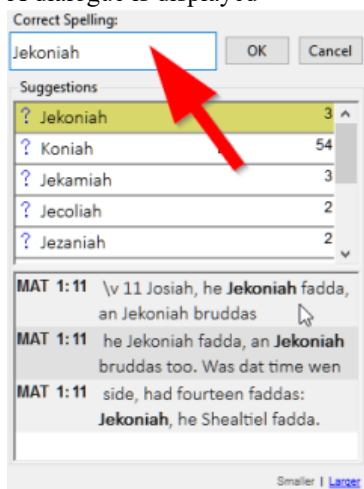 A dialogue is displayed
Correct Spelling:
Jekoniah OK Cancel
Suggestions
? Jekoniah 3
? Koniah 54
? Jekamiah 3
? Jecoliah 2
? Jezaniah 2
MAT 1:11 \v 11 Josiah, he Jekoniah fadda,
an Jekoniah bruddas
MAT 1:11 he Jekoniah fadda, an Jekoniah
bruddas too. Was dat time wen
MAT 1:11 side, had fourteen faddas:
Jekoniah, he Shealtiel fadda.
Smaller | Larger